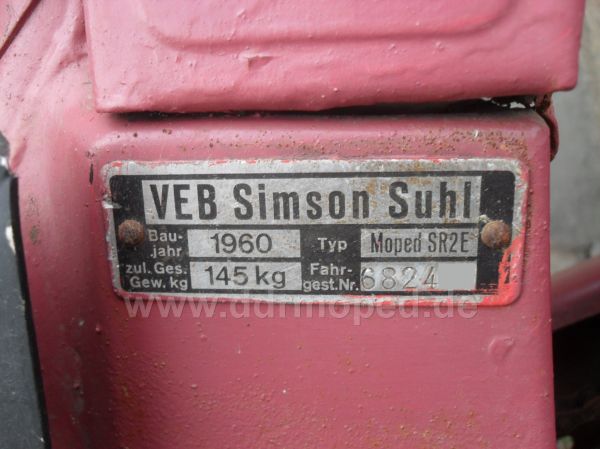 VEB Simson Suhl
Bau-jahr 1960 Typ Moped SR2E
zul. Ges. Gew. kg 145 kg Fahr-gest.Nr. 6824
www.ddrmoped.de